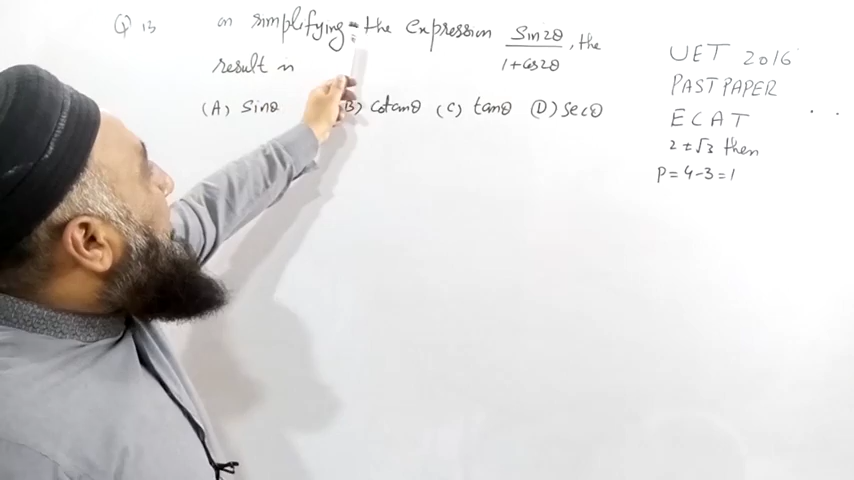 Q 13 on simplifying the expression sin2θ / 1+cos2θ, the
result in
(A) sinθ B) cotanθ (C) tanθ (D) secθ
UET 2016
PAST PAPER
ECAT
2 ± √3 then
P = 4 - 3 = 1